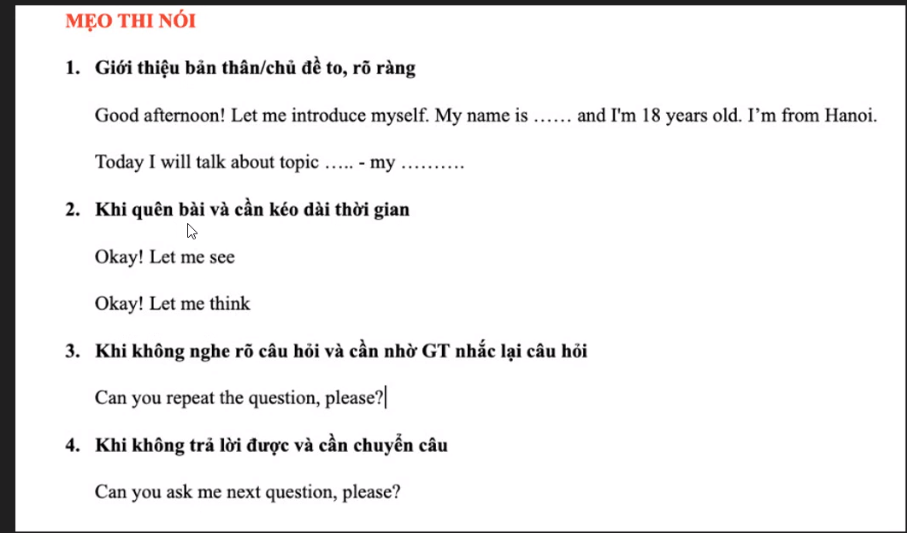 MẸO THI NÓI
1. Giới thiệu bản thân/chủ đề to, rõ ràng
Good afternoon! Let me introduce myself. My name is …… and I'm 18 years old. I’m from Hanoi.
Today I will talk about topic ….. - my ……….
2. Khi quên bài và cần kéo dài thời gian
Okay! Let me see
Okay! Let me think
3. Khi không nghe rõ câu hỏi và cần nhờ GT nhắc lại câu hỏi
Can you repeat the question, please?
4. Khi không trả lời được và cần chuyển câu
Can you ask me next question, please?